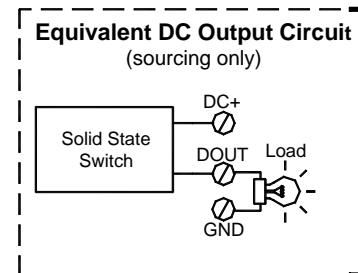 Equivalent DC Output Circuit
(sourcing only)
DC+
Solid State
Switch
DOUT
Load
GND